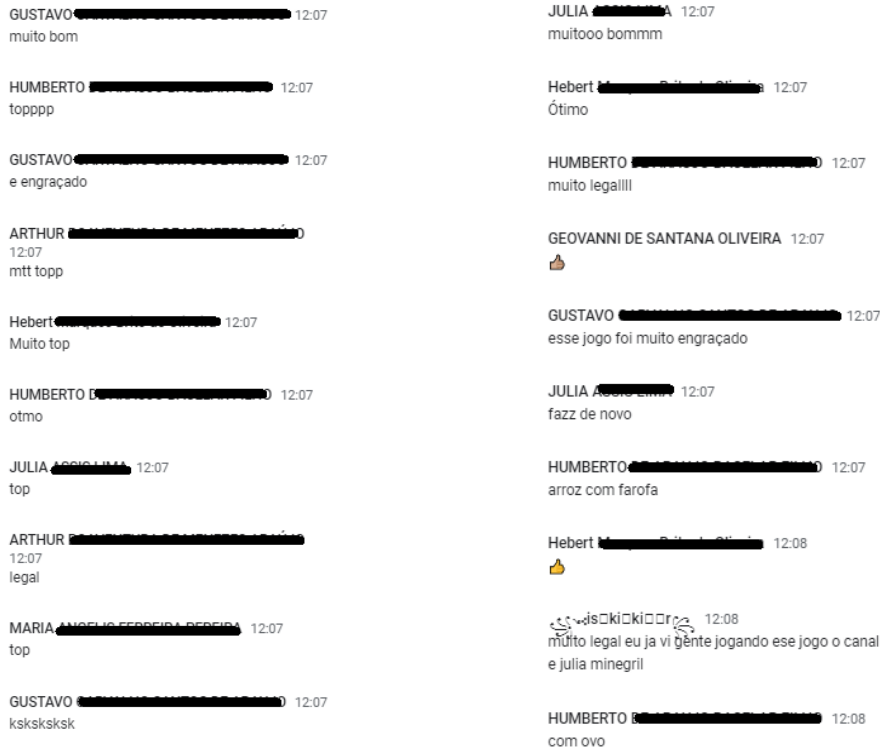 GUSTAVO 12:07
muito bom
HUMBERTO 12:07
topppp
GUSTAVO 12:07
e engraçado
ARTHUR
12:07
mtt topp
Hebert 12:07
Muito top
HUMBERTO 12:07
otmo
JULIA 12:07
top
ARTHUR
12:07
legal
MARIA 12:07
top
GUSTAVO 12:07
ksksksksk
JULIA 12:07
muitooo bommm
Hebert 12:07
Ótimo
HUMBERTO 12:07
muito legallll
GEOVANNI DE SANTANA OLIVEIRA 12:07
👍🏽
GUSTAVO 12:07
esse jogo foi muito engraçado
JULIA 12:07
fazz de novo
HUMBERTO 12:07
arroz com farofa
Hebert 12:08
👍
12:08
muito legal eu ja vi gente jogando ese jogo o canal
e julia minegril
HUMBERTO 12:08
com ovo